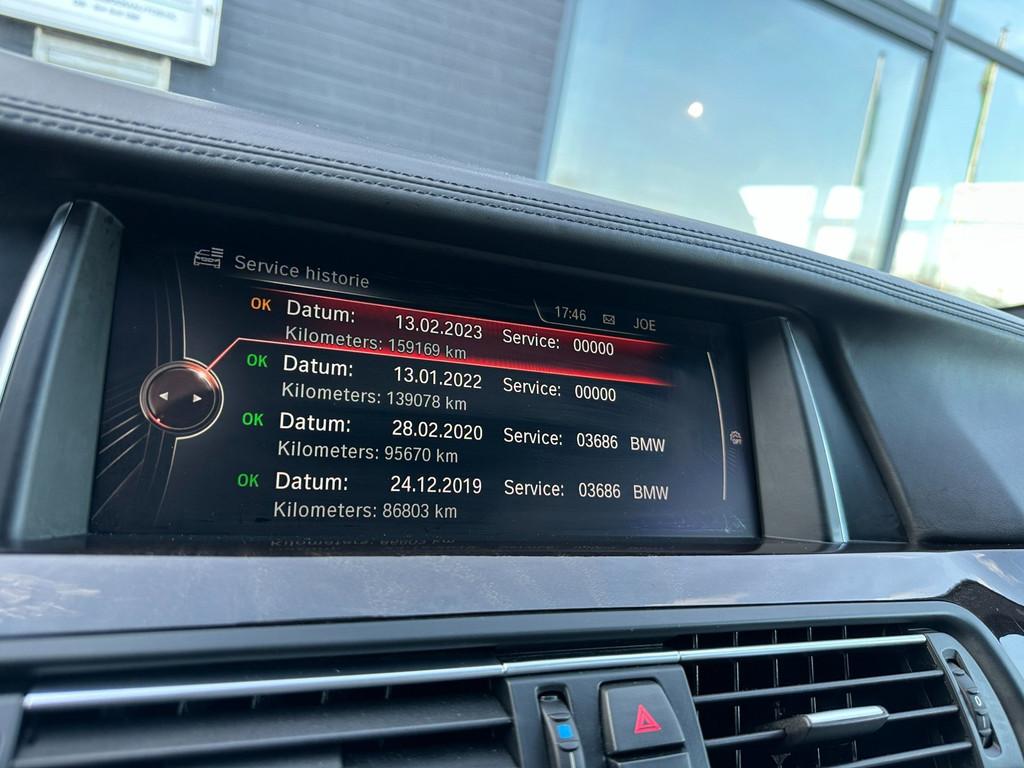 Service historie
17:46 JOE
OK Datum: 13.02.2023 Service: 00000
Kilometers: 159169 km
OK Datum: 13.01.2022 Service: 00000
Kilometers: 139078 km
OK Datum: 28.02.2020 Service: 03686 BMW
Kilometers: 95670 km
OK Datum: 24.12.2019 Service: 03686 BMW
Kilometers: 86803 km